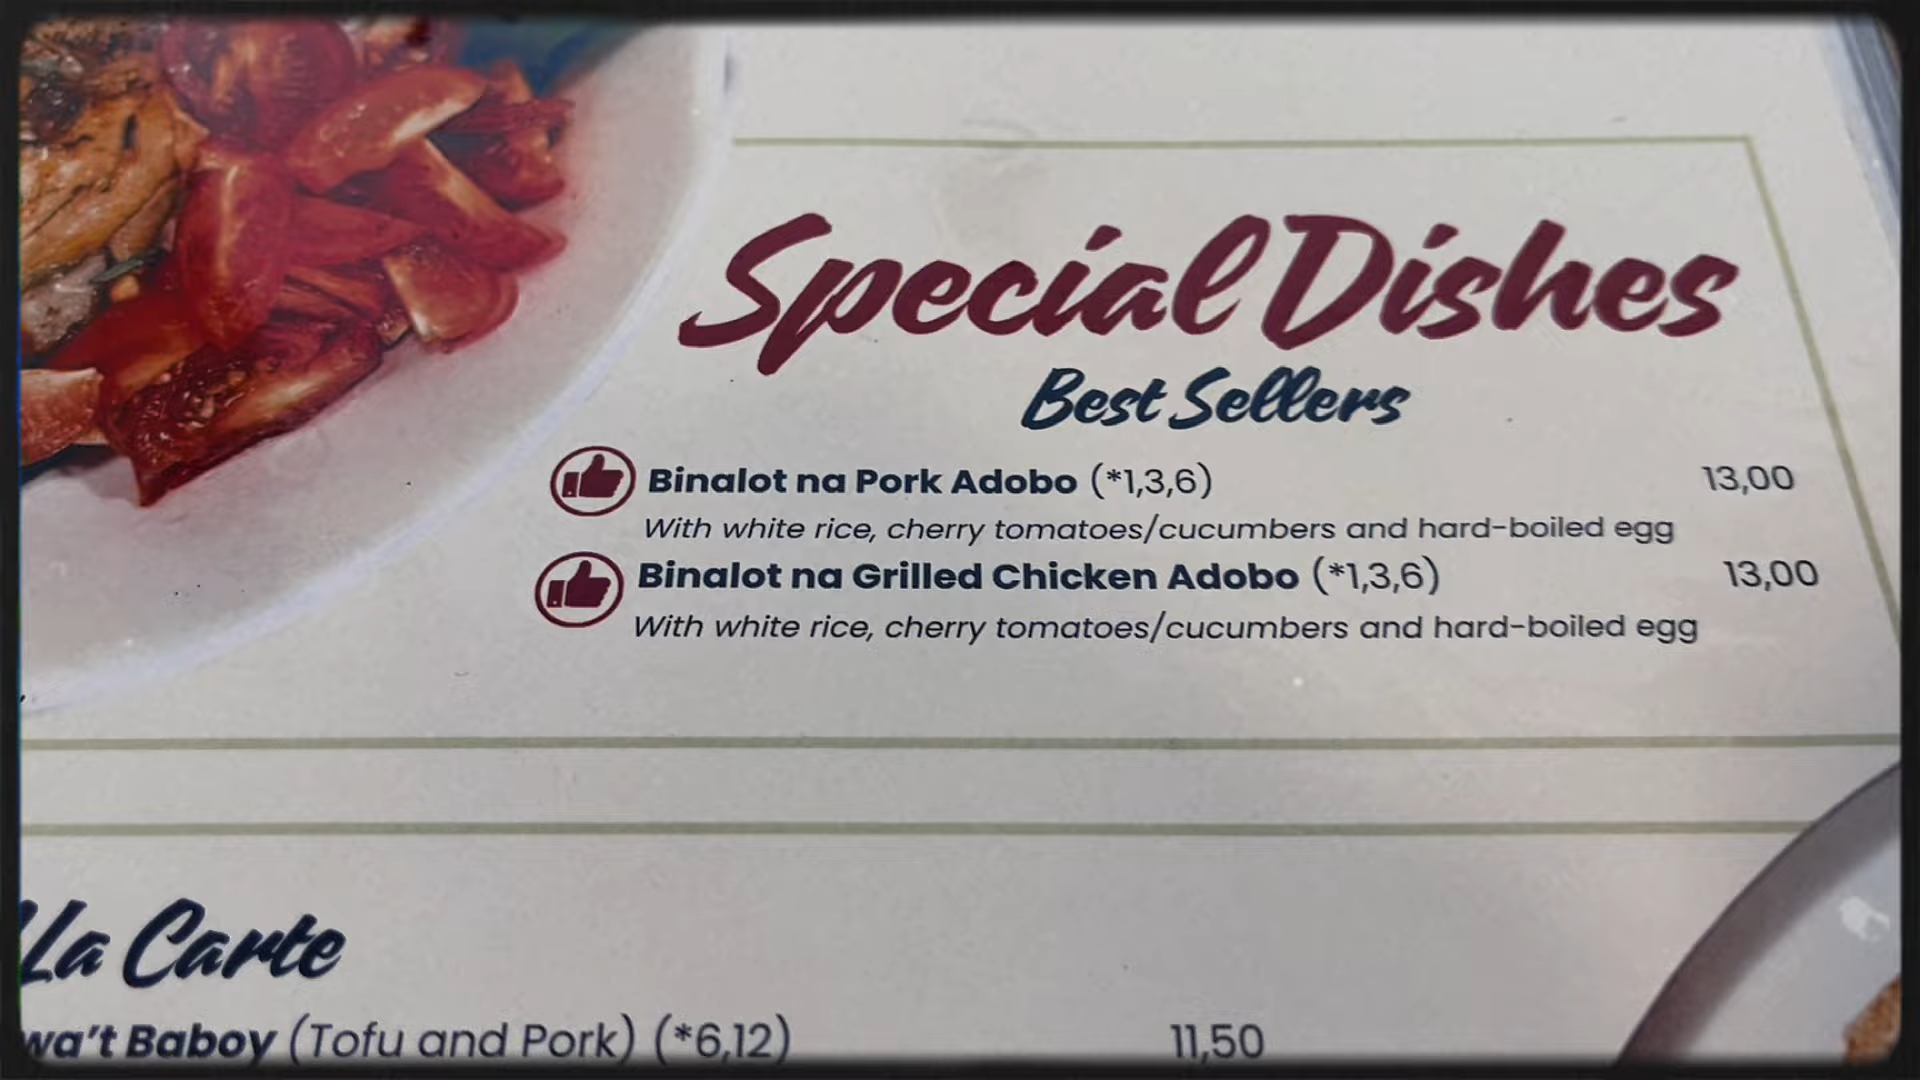 Special Dishes
Best Sellers
Binalot na Pork Adobo (*1,3,6) 13,00
With white rice, cherry tomatoes/cucumbers and hard-boiled egg
Binalot na Grilled Chicken Adobo (*1,3,6) 13,00
With white rice, cherry tomatoes/cucumbers and hard-boiled egg
La Carte
wa't Baboy (Tofu and Pork) (*6,12) 11,50